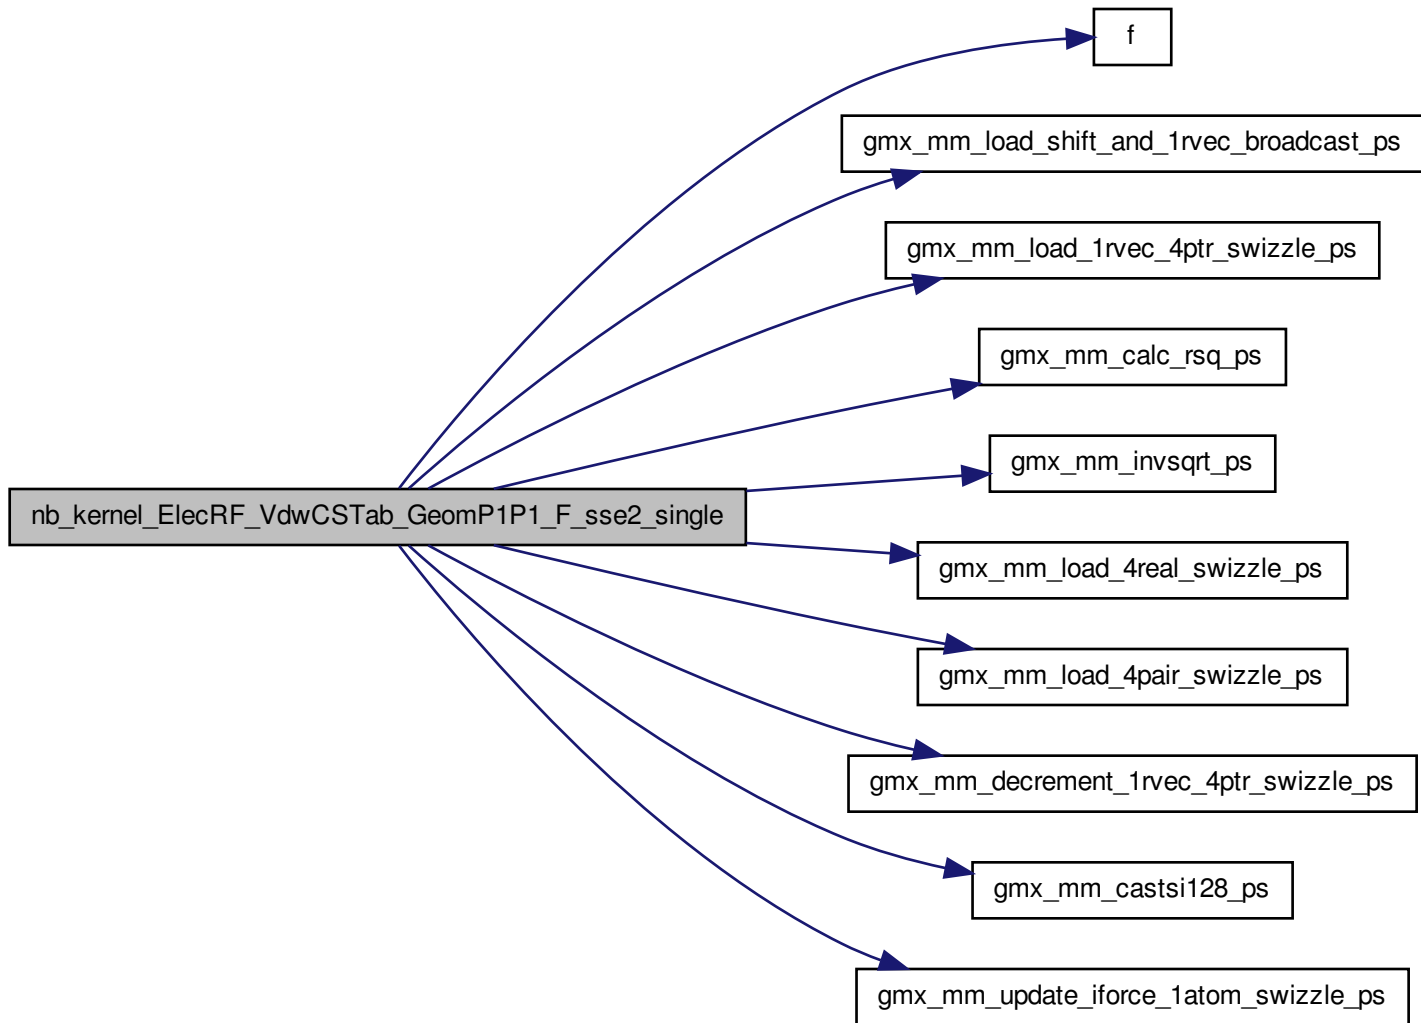 f
gmx_mm_load_shift_and_1rvec_broadcast_ps
gmx_mm_load_1rvec_4ptr_swizzle_ps
gmx_mm_calc_rsq_ps
gmx_mm_invsqrt_ps
nb_kernel_ElecRF_VdwCSTab_GeomP1P1_F_sse2_single
gmx_mm_load_4real_swizzle_ps
gmx_mm_load_4pair_swizzle_ps
gmx_mm_decrement_1rvec_4ptr_swizzle_ps
gmx_mm_castsi128_ps
gmx_mm_update_iforce_1atom_swizzle_ps